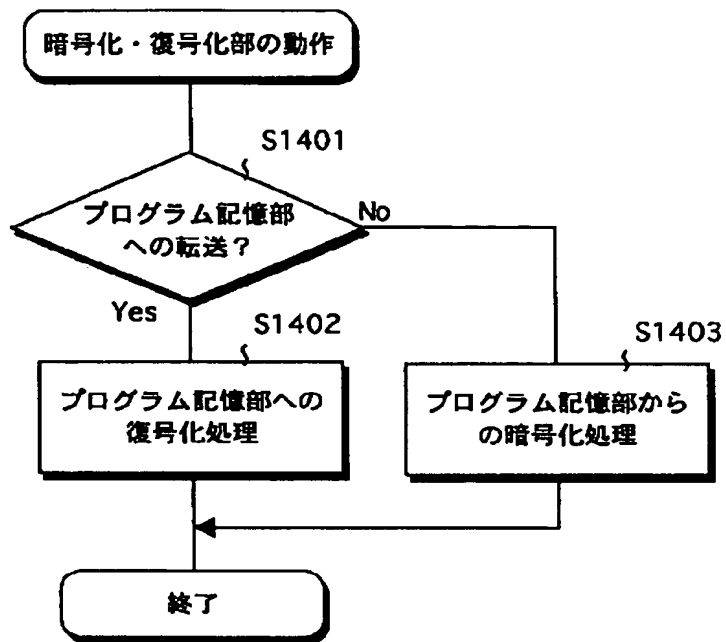 暗号化・復号化部の動作
S1401
プログラム記憶部
への転送？
No
Yes
S1402
S1403
プログラム記憶部への
復号化処理
プログラム記憶部から
の暗号化処理
終了